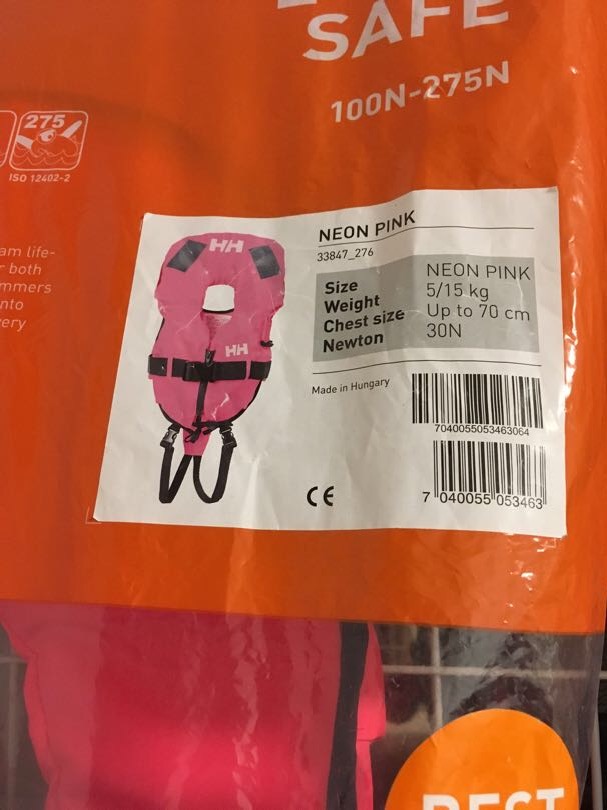 SAFE
100N-275N
275
ISO 12402-2
am life-
r both
mmers
nto
ery
NEON PINK
33847_276
NEON PINK
Size 5/15 kg
Weight Up to 70 cm
Chest size 30N
Newton
HH
HH
Made in Hungary
7040055053463064
CE
7 040055 053463
BEST